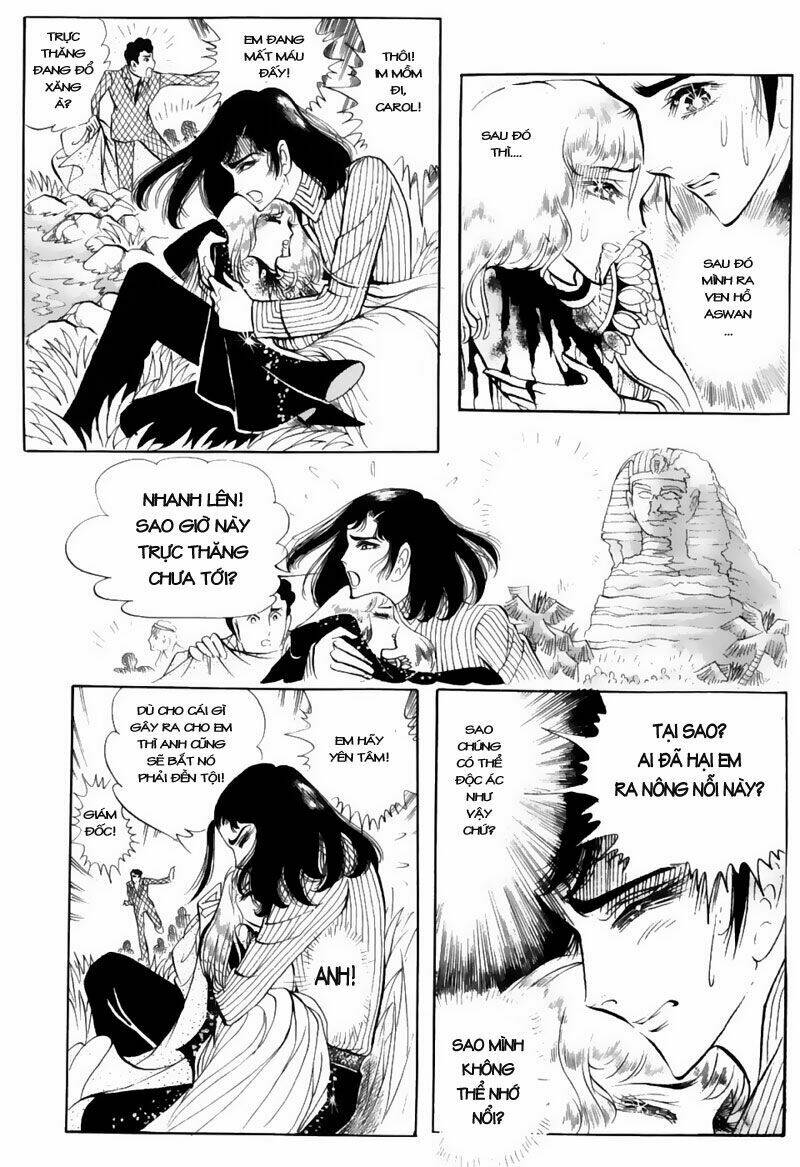 TRỰC
THĂNG
ĐANG ĐỔ
XĂNG
À?
EM ĐANG
MẤT MÁU
ĐẤY!
THÔI!
IM MỒM
ĐI,
CAROL!
SAU ĐÓ
THÌ....
SAU ĐÓ
MÌNH RA
VEN HỒ
ASWAN
...
NHANH LÊN!
SAO GIỜ NÀY
TRỰC THĂNG
CHƯA TỚI?
DÙ CHO CÁI GÌ
GÂY RA CHO EM
THÌ ANH CŨNG
SẼ BẮT NÓ
PHẢI ĐỀN TỘI!
EM HÃY
YÊN TÂM!
GIÁM
ĐỐC!
ANH!
SAO
CHÚNG
CÓ THỂ
ĐỘC ÁC
NHƯ
VẬY
CHỨ?
TẠI SAO?
AI ĐÃ HẠI EM
RA NÔNG NỖI NÀY?
SAO MÌNH
KHÔNG
THỂ NHỚ
NỔI?